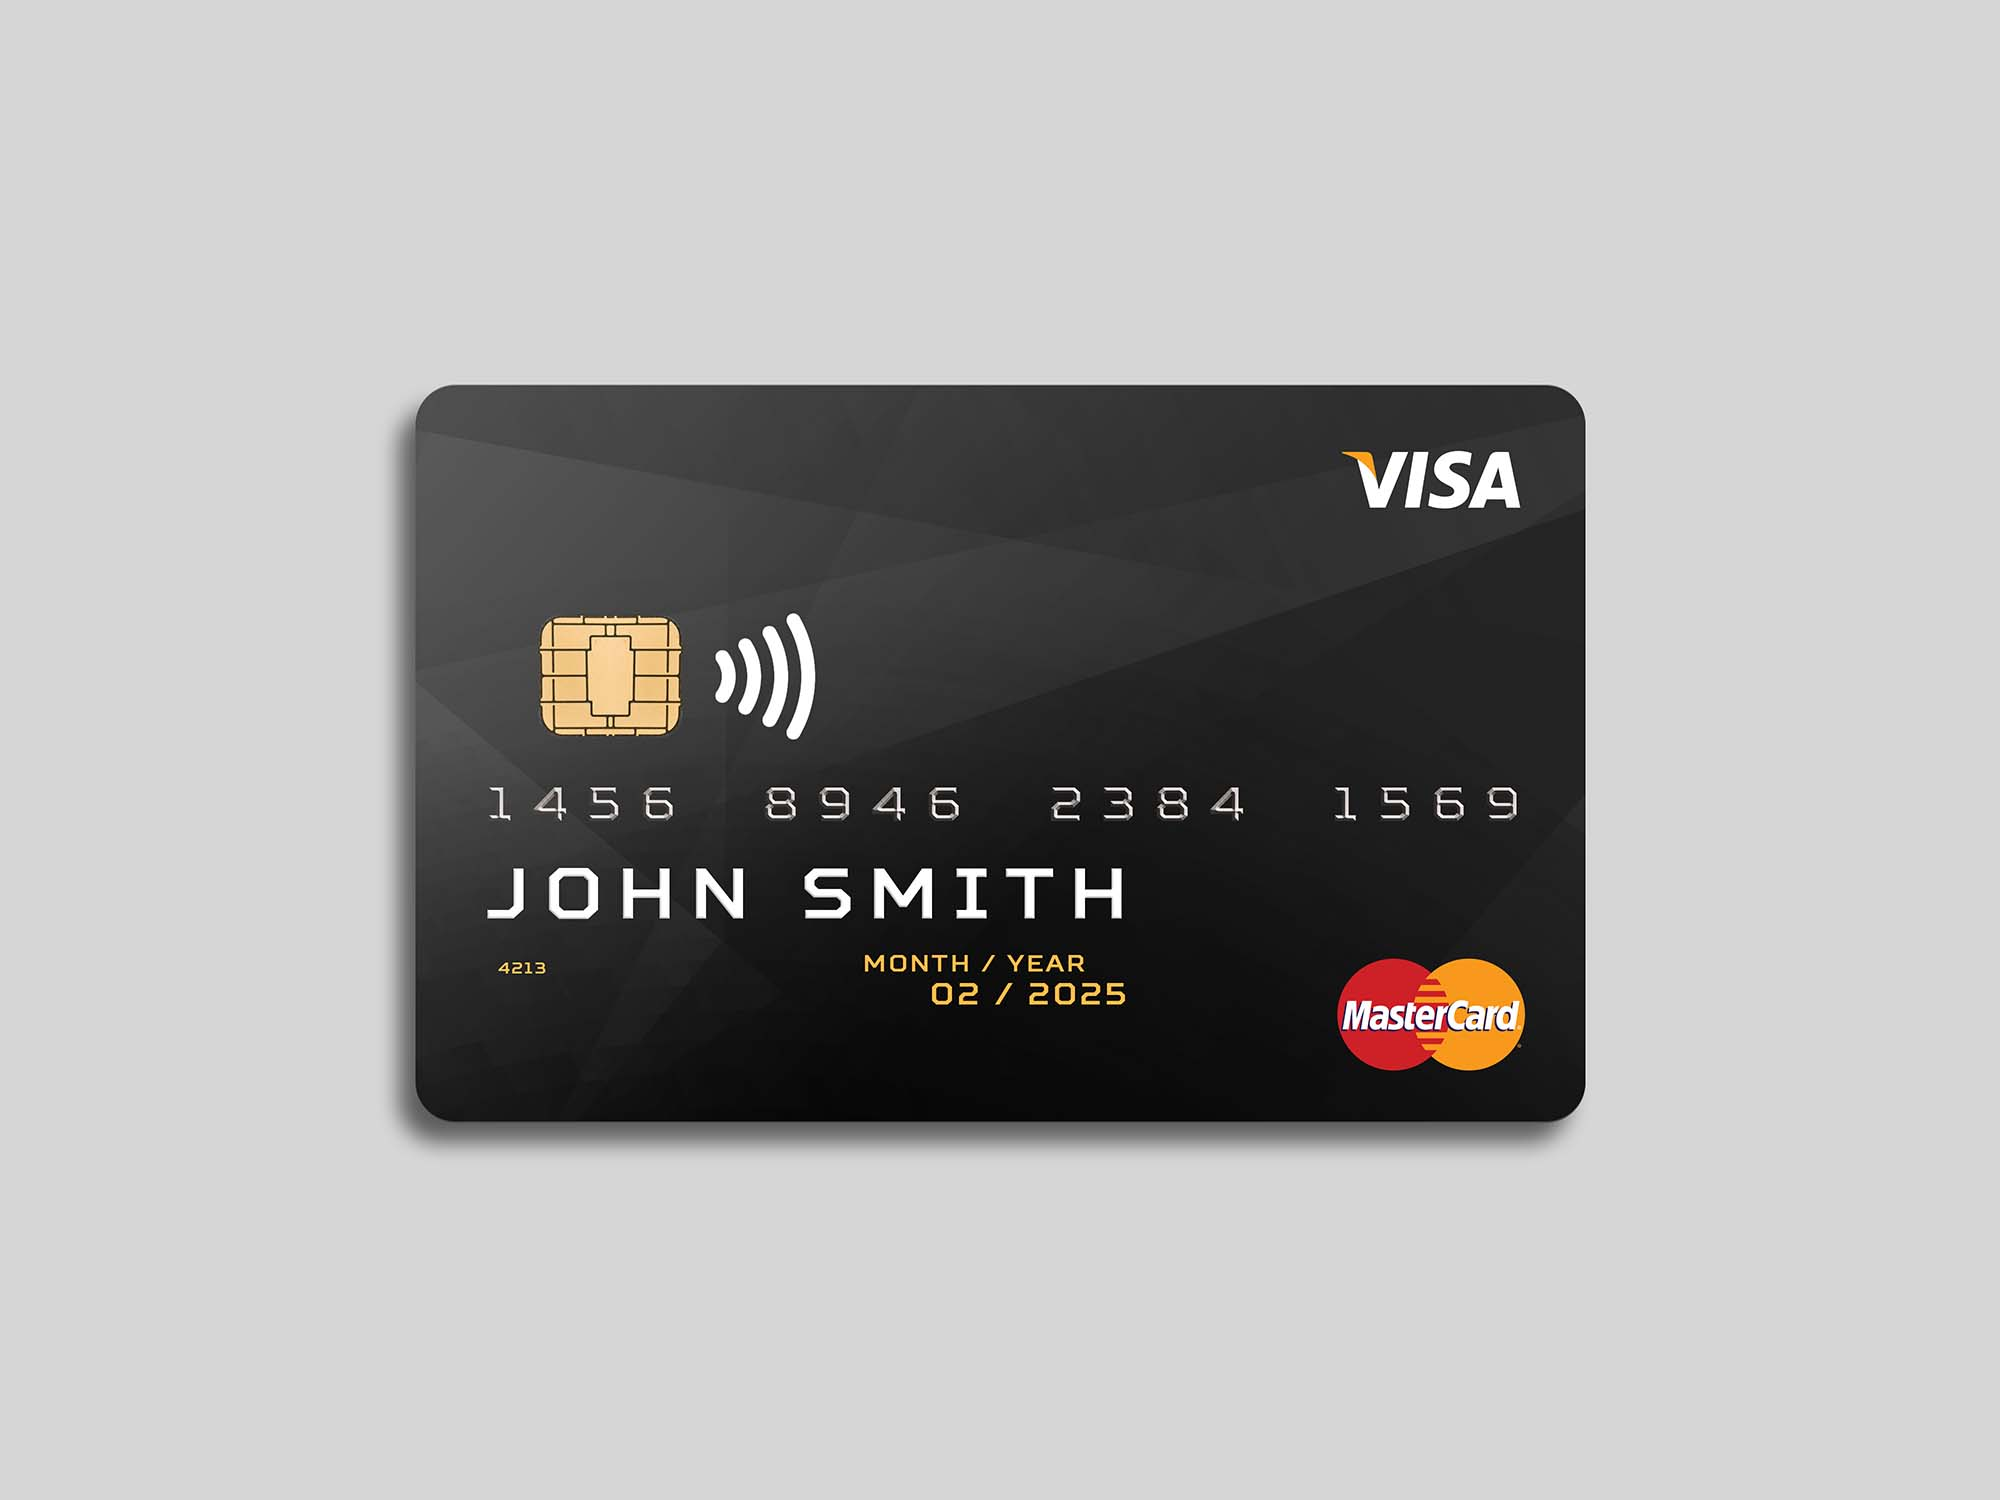 VISA
1456 8946 2384 1569
JOHN SMITH
4213
MONTH / YEAR
02 / 2025
MasterCard